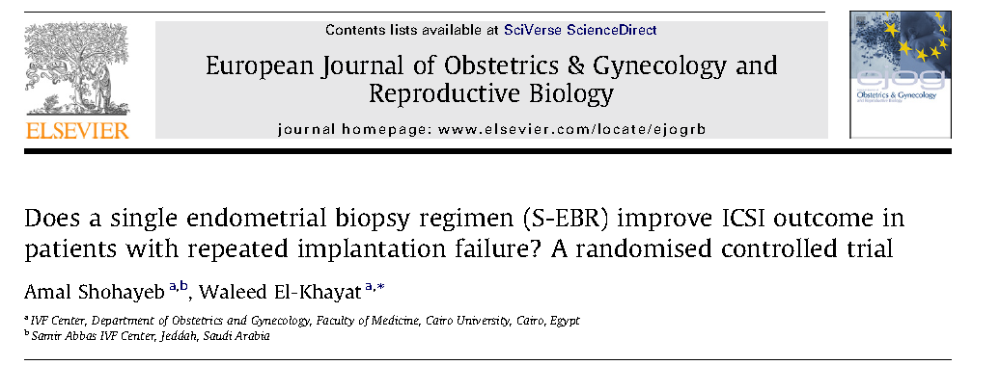 Contents lists available at SciVerse ScienceDirect
European Journal of Obstetrics & Gynecology and
Reproductive Biology
journal homepage: www.elsevier.com/locate/ejogrb
ELSEVIER
ejog
Obstetrics & Gynecology
and Reproductive Biology
Does a single endometrial biopsy regimen (S-EBR) improve ICSI outcome in
patients with repeated implantation failure? A randomised controlled trial
Amal Shohayeb a,b, Waleed El-Khayat a,*
a IVF Center, Department of Obstetrics and Gynecology, Faculty of Medicine, Cairo University, Cairo, Egypt
b Samir Abbas IVF Center, Jeddah, Saudi Arabia